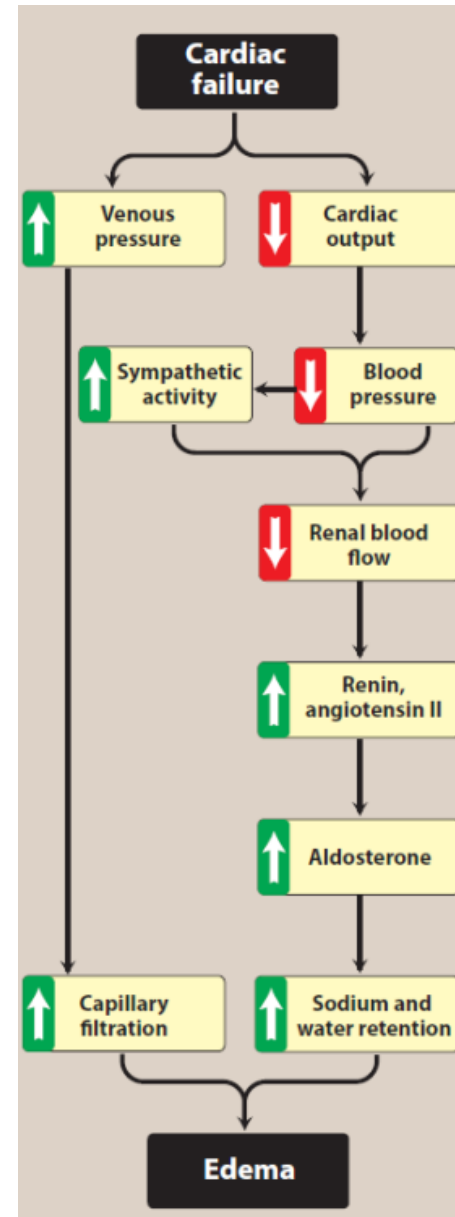 Cardiac
failure
Venous
pressure
Cardiac
output
Sympathetic
activity
Blood
pressure
Renal blood
flow
Renin,
angiotensin II
Aldosterone
Capillary
filtration
Sodium and
water retention
Edema